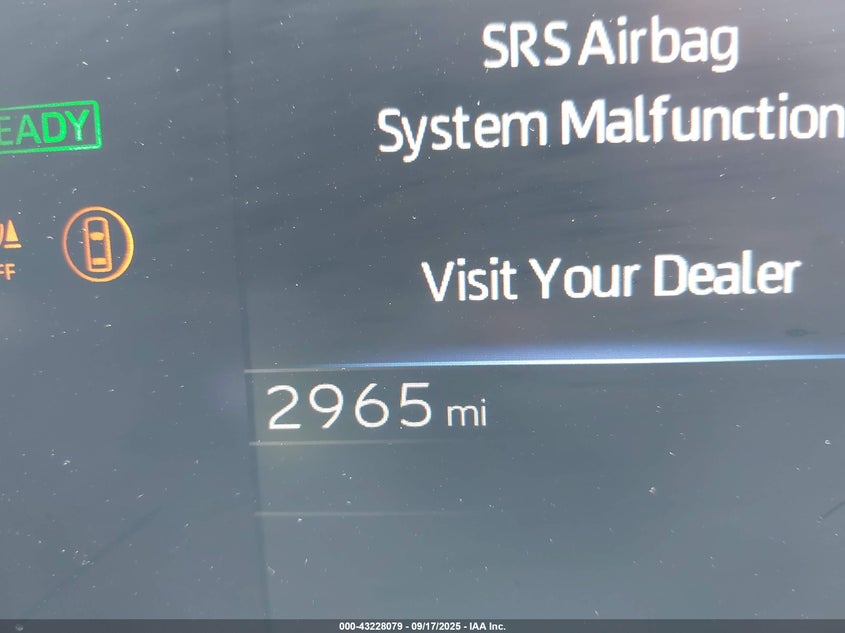 SRS Airbag
System Malfunction
EADY
FF
Visit Your Dealer
2965 mi
000-43228079 - 09/17/2025 - IAA Inc.